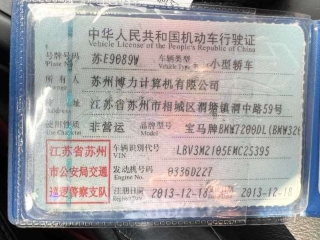 中华人民共和国机动车行驶证
Vehicle License of the People's Republic of China
号牌号码 苏E9089W 车辆类型 小型轿车
Plate No. Vehicle Type
所有人 苏州博力计算机有限公司
江苏省苏州市相城区渭塘镇渭中路59号
使用性质 非营运 品牌型号 宝马牌BMW7200DL(BMW32
江苏省苏州
市公安局交通
巡逻警察支队
车辆识别代号 LBV3M2105EMC25395
VIN
发动机号码 0336D227
Engine No.
注册日期 2013-12-18 2013-12-18